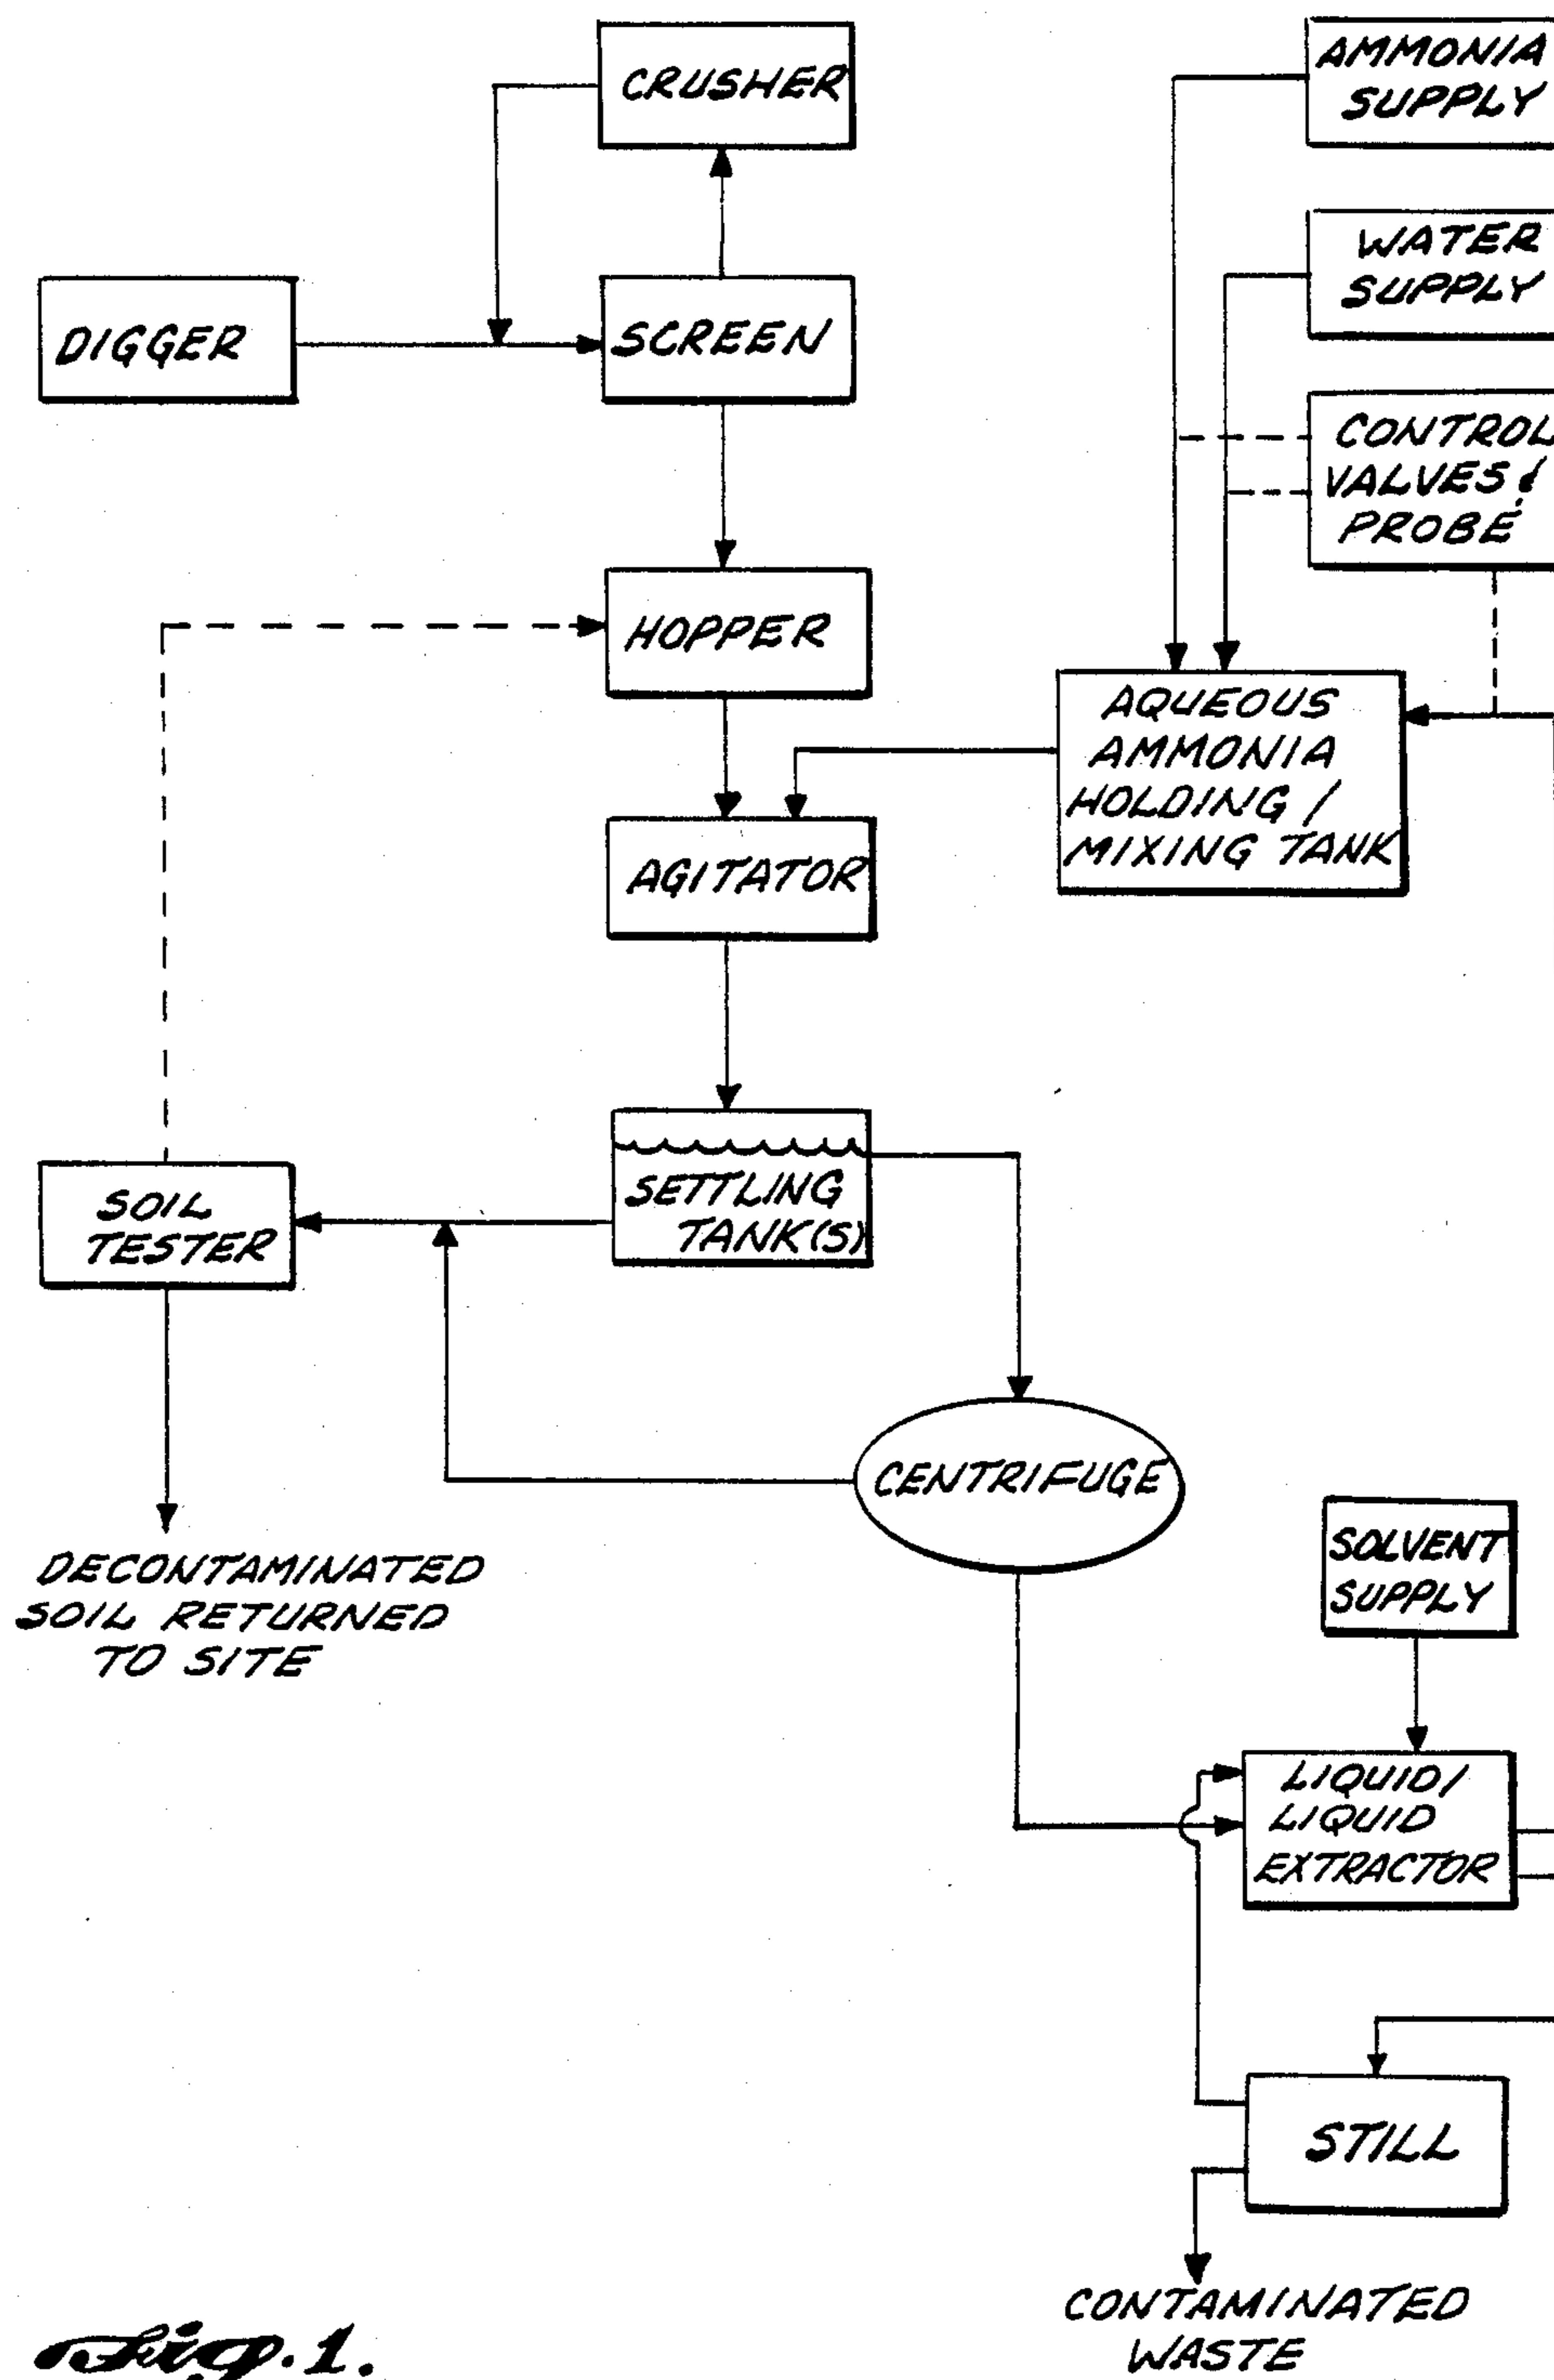 CRUSHER
AMMONIA
SUPPLY
WATER
SUPPLY
DIGGER
SCREEN
CONTROL
VALVES &
PROBE
HOPPER
AQUEOUS
AMMONIA
HOLDING /
MIXING TANK
AGITATOR
SETTLING
TANK(S)
SOIL
TESTER
CENTRIFUGE
DECONTAMINATED
SOIL RETURNED
TO SITE
SOLVENT
SUPPLY
LIQUID/
LIQUID
EXTRACTOR
STILL
CONTAMINATED
WASTE
Fig. 1.